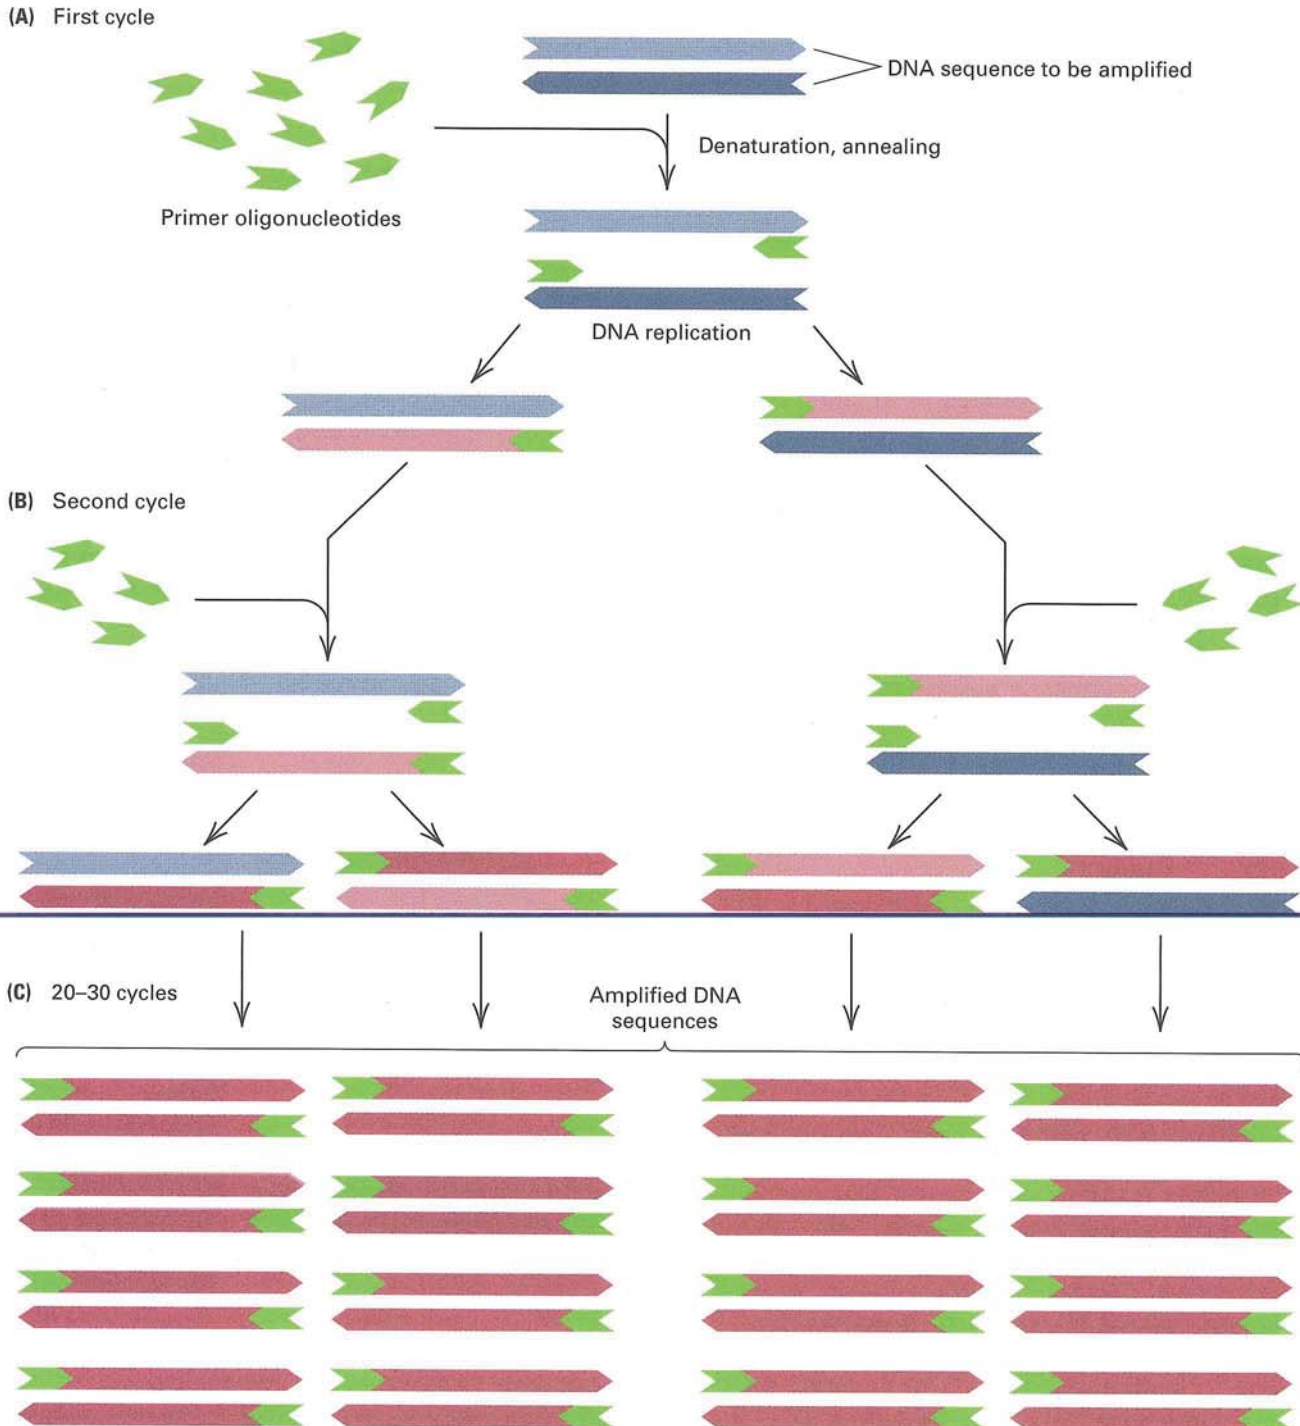 (A) First cycle
DNA sequence to be amplified
Denaturation, annealing
Primer oligonucleotides
DNA replication
(B) Second cycle
(C) 20–30 cycles
Amplified DNA
sequences